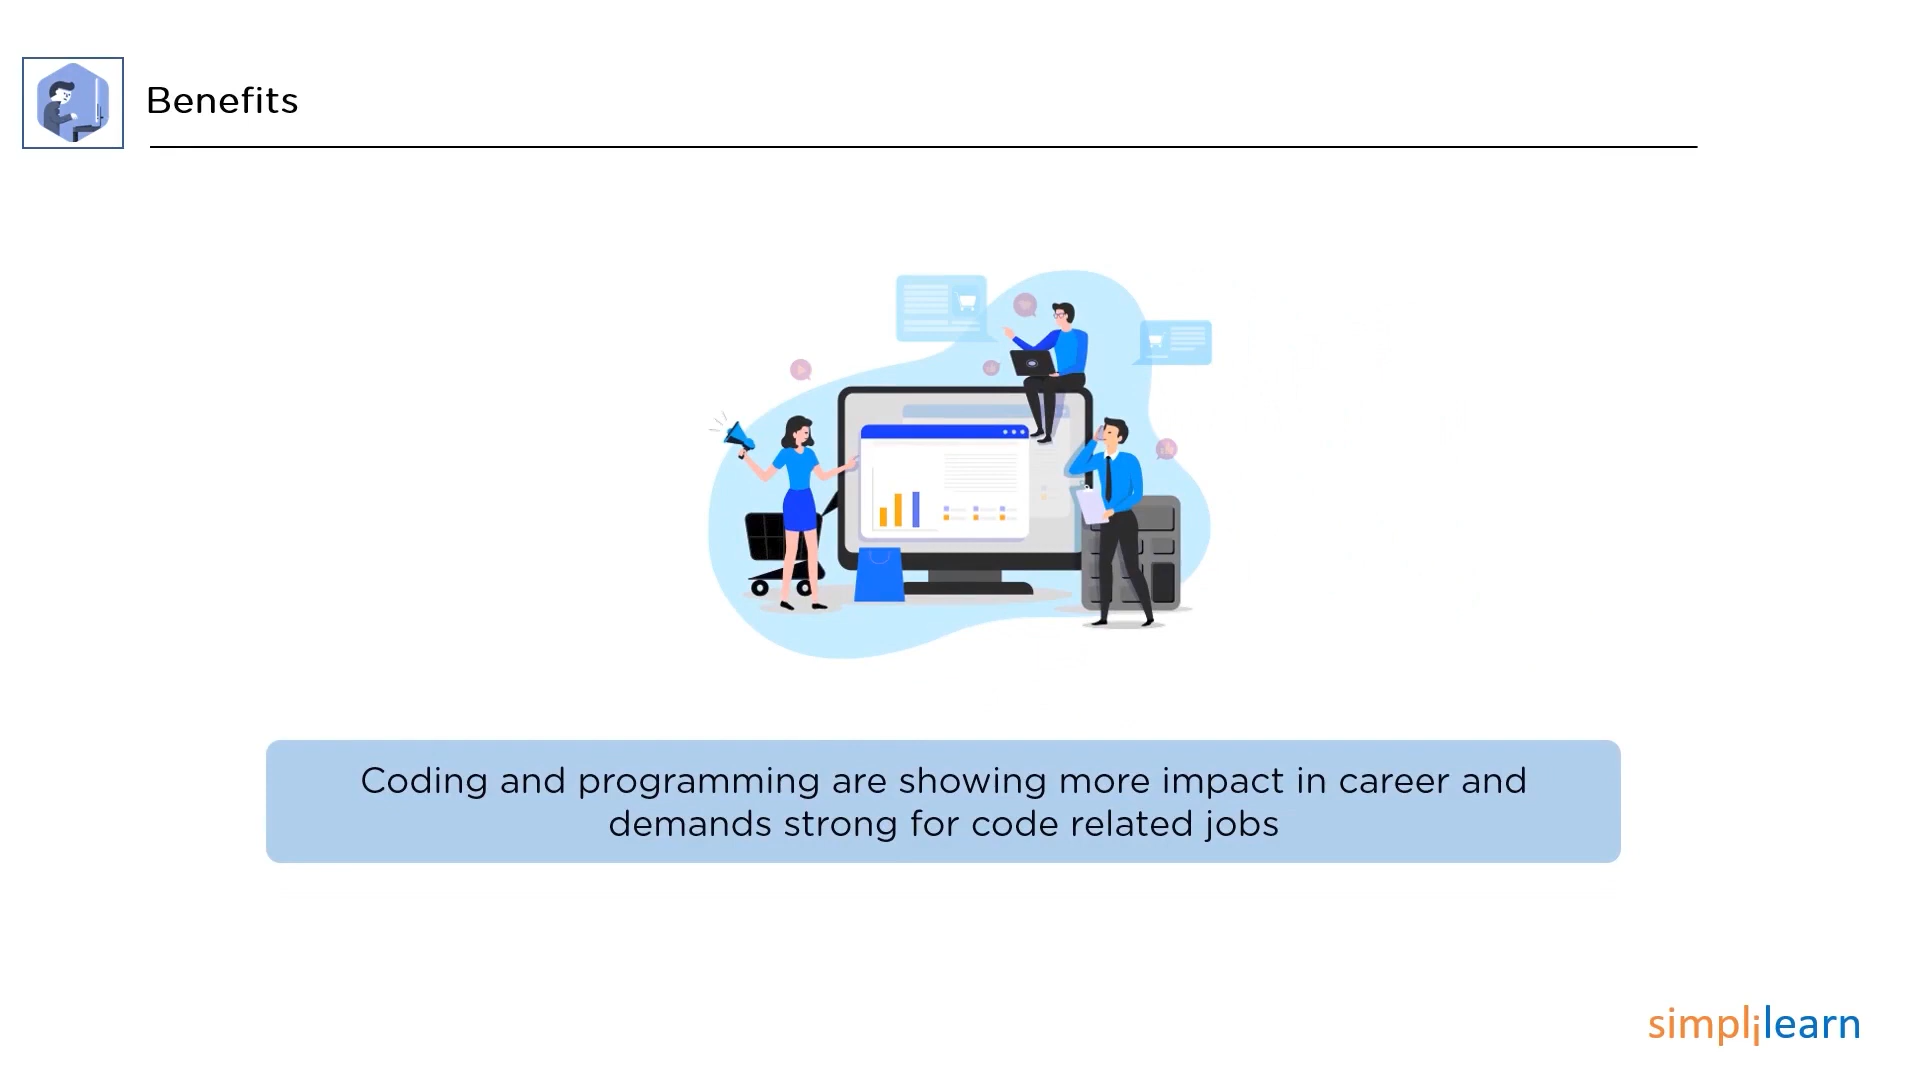 Benefits
Coding and programming are showing more impact in career and
demands strong for code related jobs
simplilearn